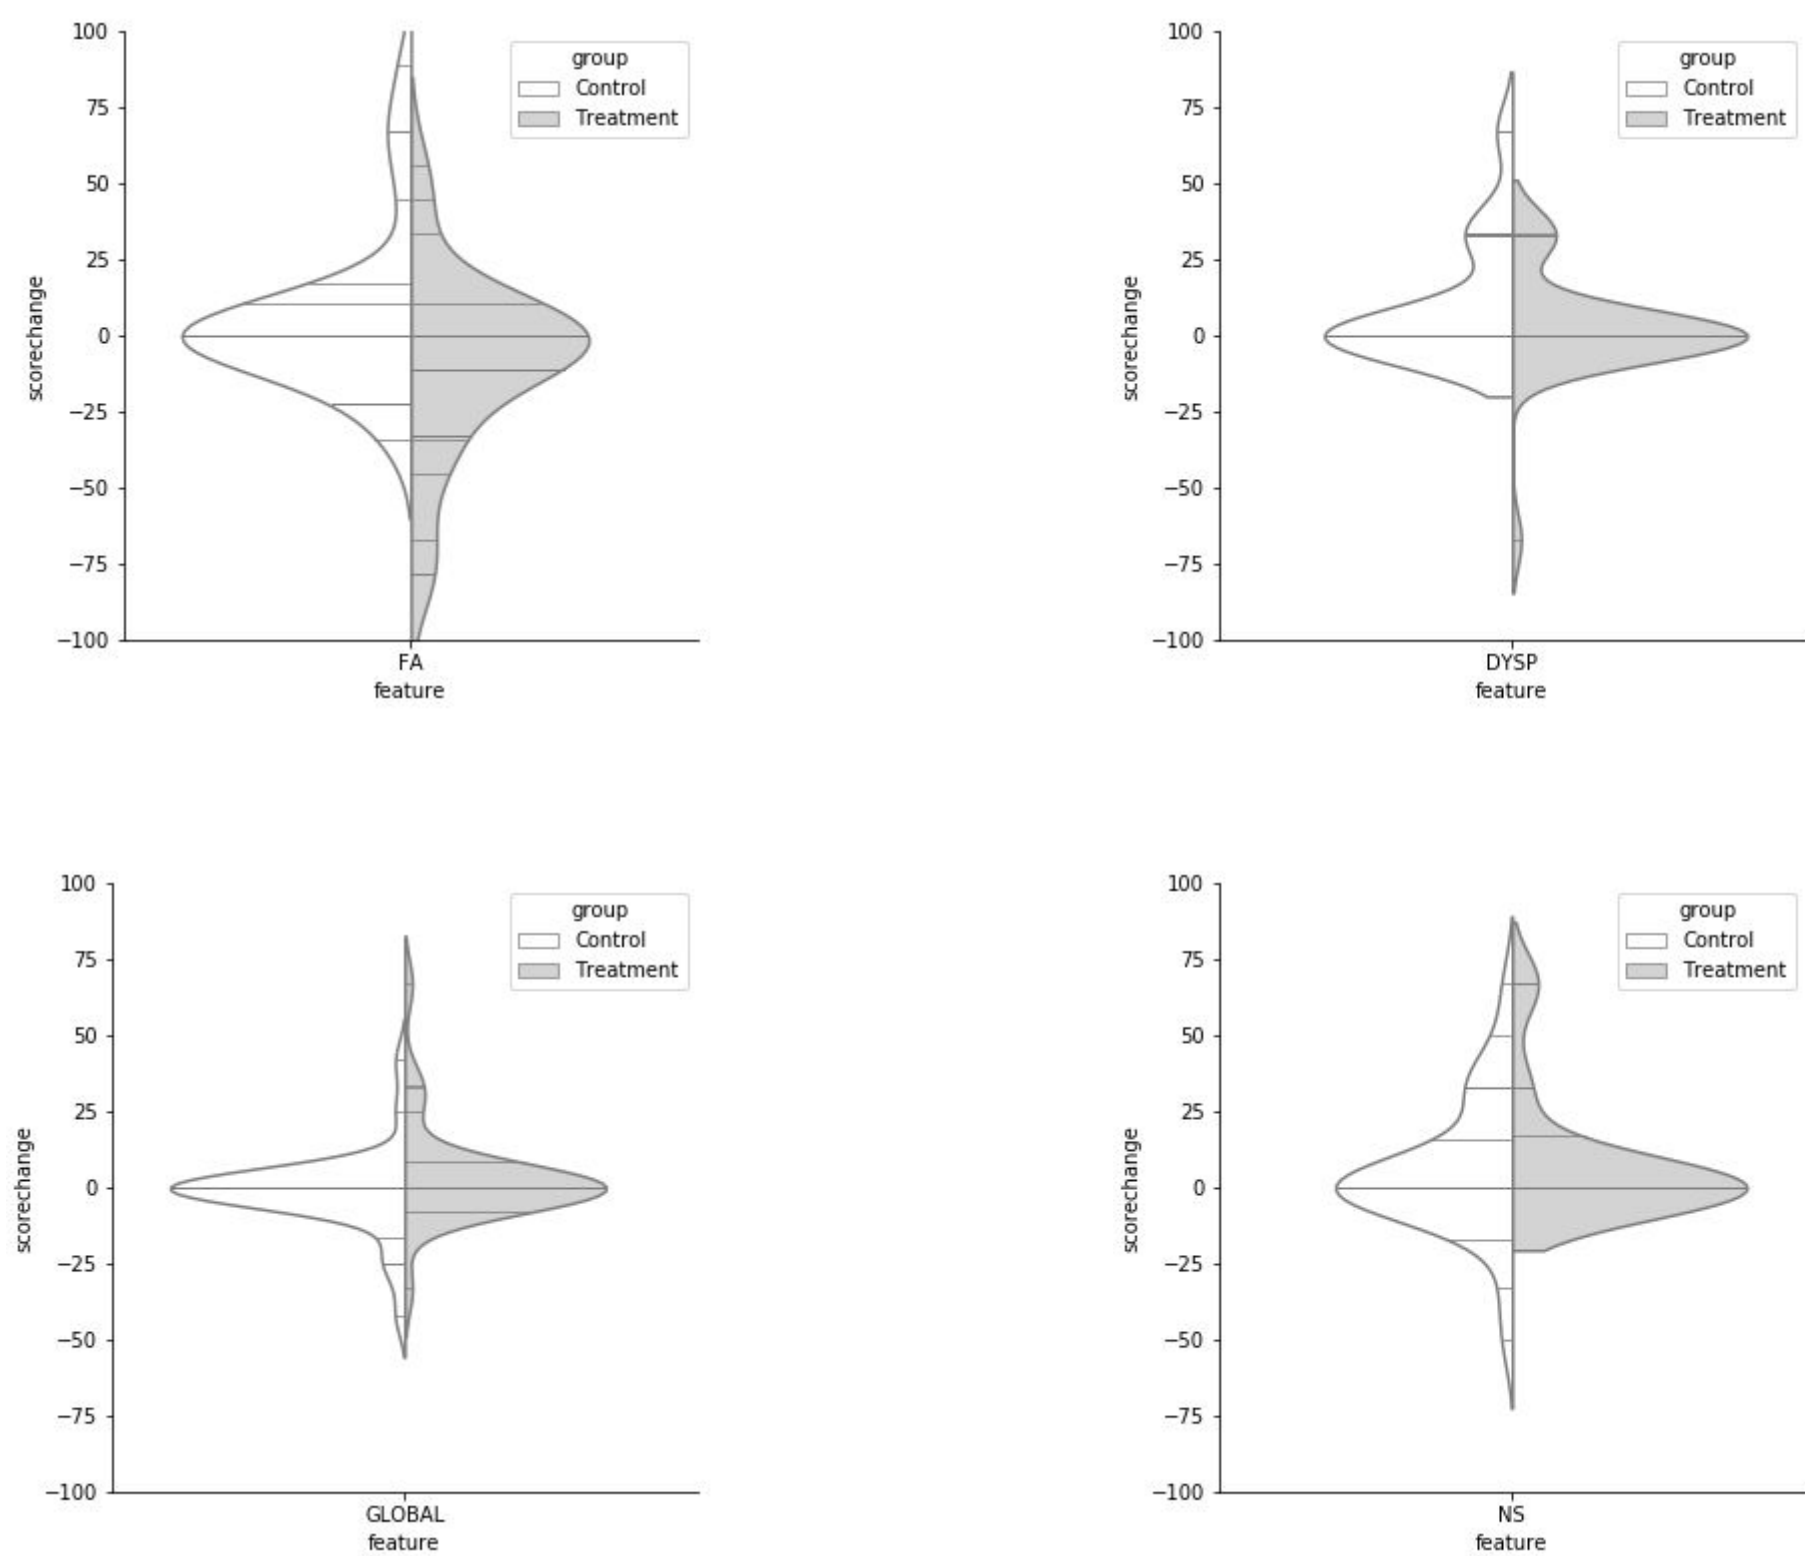 100
75
50
25
0
−25
−50
−75
−100
scorechange
FA
feature
group
Control
Treatment
100
75
50
25
0
−25
−50
−75
−100
scorechange
DYSP
feature
group
Control
Treatment
100
75
50
25
0
−25
−50
−75
−100
scorechange
GLOBAL
feature
group
Control
Treatment
100
75
50
25
0
−25
−50
−75
−100
scorechange
NS
feature
group
Control
Treatment